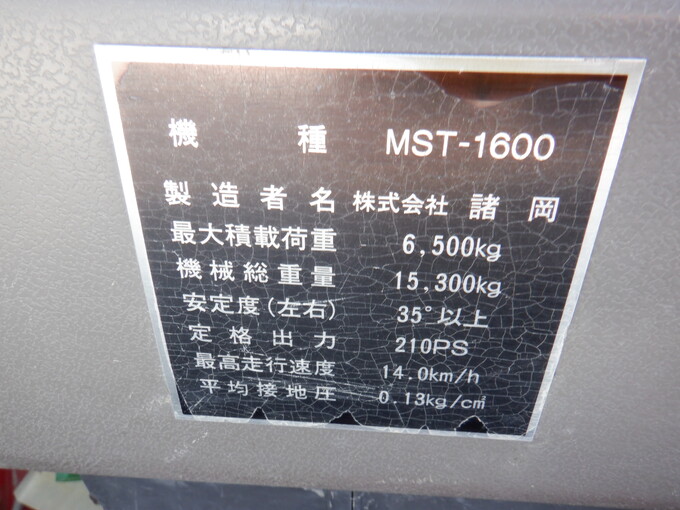 機種 MST-1600
製造者名 株式会社 諸岡
最大積載荷重 6,500kg
機械総重量 15,300kg
安定度(左右) 35°以上
定格出力 210PS
最高走行速度 14.0km/h
平均接地圧 0.13kg/c㎡